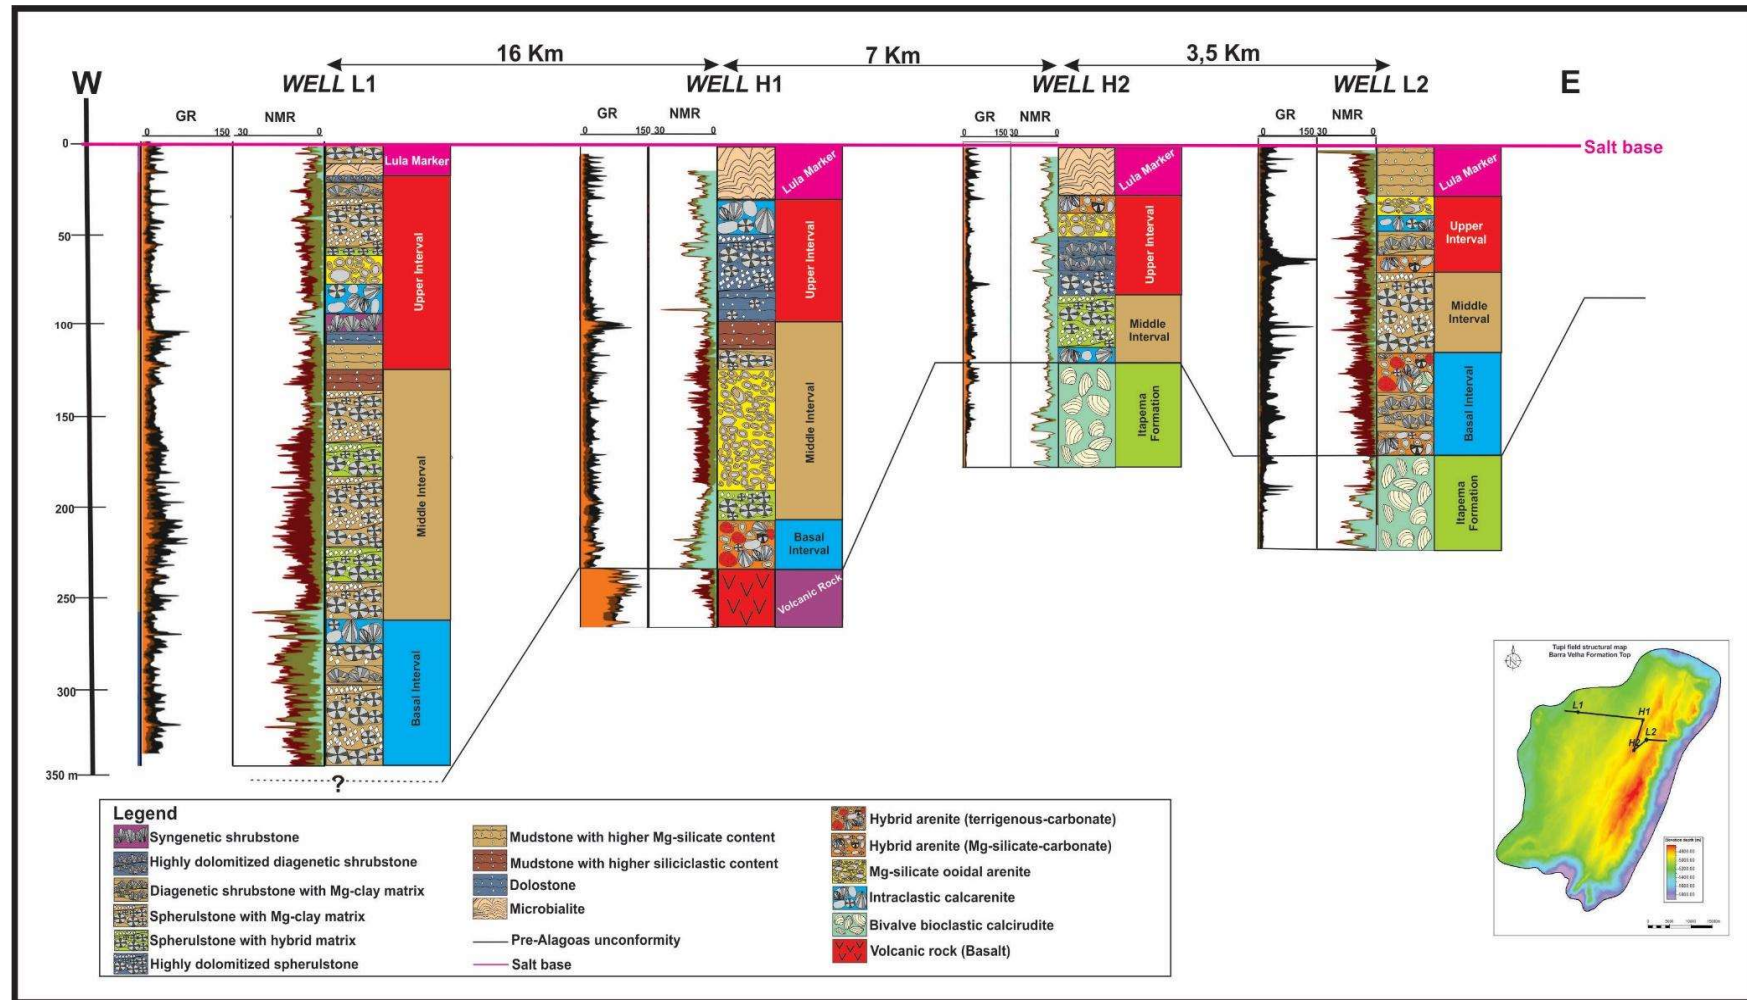 16 Km
7 Km
3,5 Km
W
WELL L1
WELL H1
WELL H2
WELL L2
E
GR
NMR
GR
NMR
GR
NMR
GR
NMR
0
150
30
0
0
150
30
0
0
150
30
0
0
150
30
0
Salt base
0
50
100
150
200
250
300
350 m
Lula Marker
Upper Interval
Middle Interval
Basal Interval
?
Lula Marker
Upper Interval
Middle Interval
Basal
Interval
Volcanic Rock
Lula Marker
Upper Interval
Middle
Interval
Itapema
Formation
Lula Marker
Upper
Interval
Middle
Interval
Basal Interval
Itapema
Formation
Tupi field structural map
Barra Velha Formation Top
L1
H1
L2
H2
Legend
Syngenetic shrubstone
Highly dolomitized diagenetic shrubstone
Diagenetic shrubstone with Mg-clay matrix
Spherulstone with Mg-clay matrix
Spherulstone with hybrid matrix
Highly dolomitized spherulstone
Mudstone with higher Mg-silicate content
Mudstone with higher siliciclastic content
Dolostone
Microbialite
Pre-Alagoas unconformity
Salt base
Hybrid arenite (terrigenous-carbonate)
Hybrid arenite (Mg-silicate-carbonate)
Mg-silicate ooidal arenite
Intraclastic calcarenite
Bivalve bioclastic calcirudite
Volcanic rock (Basalt)